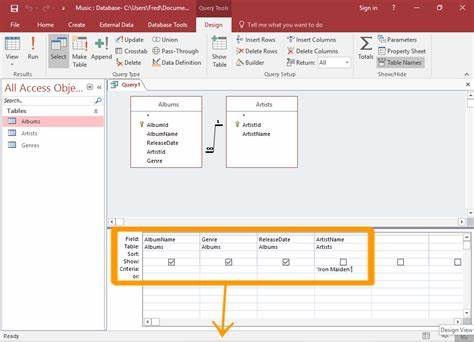 Music : Database- C:\Users\Fred\Docume...
Query Tools
Sign in
?
File
Home
Create
External Data
Database Tools
Design
Tell me what you want to do
View
Run
Select
Make Table
Append
Update
Crosstab
Delete
Union
Pass-Through
Data Definition
Show Table
Insert Rows
Delete Rows
Builder
Insert Columns
Delete Columns
Return: All
Totals
Parameters
Property Sheet
Table Names
Results
Query Type
Query Setup
Show/Hide
All Access Obje...
Search...
Tables
Albums
Artists
Genres
Query1
Albums
*
AlbumId
AlbumName
ReleaseDate
ArtistId
Genre
Artists
*
ArtistId
ArtistName
Field: AlbumName Genre ReleaseDate ArtistName
Table: Albums Albums Albums Artists
Sort:
Show:
Criteria: "Iron Maiden"
or:
Ready
Design View